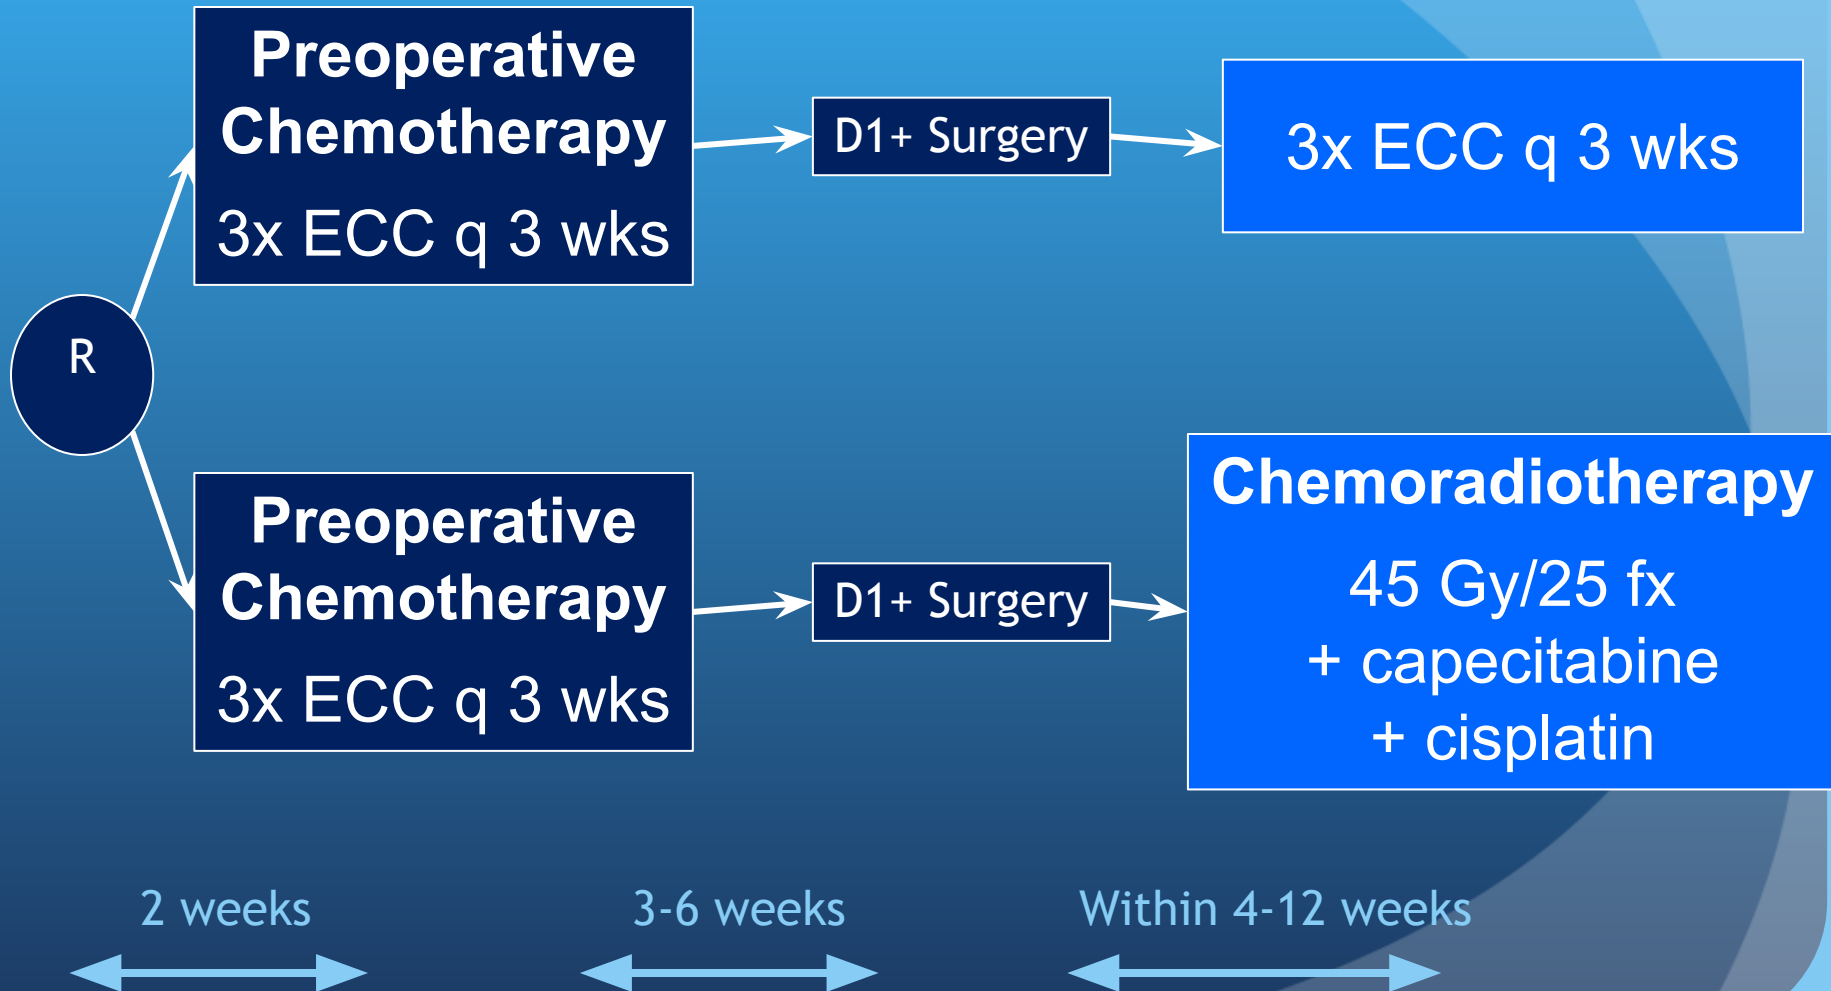 Preoperative
Chemotherapy
3x ECC q 3 wks
D1+ Surgery
3x ECC q 3 wks
R
Preoperative
Chemotherapy
3x ECC q 3 wks
D1+ Surgery
Chemoradiotherapy
45 Gy/25 fx
+ capecitabine
+ cisplatin
2 weeks
3-6 weeks
Within 4-12 weeks